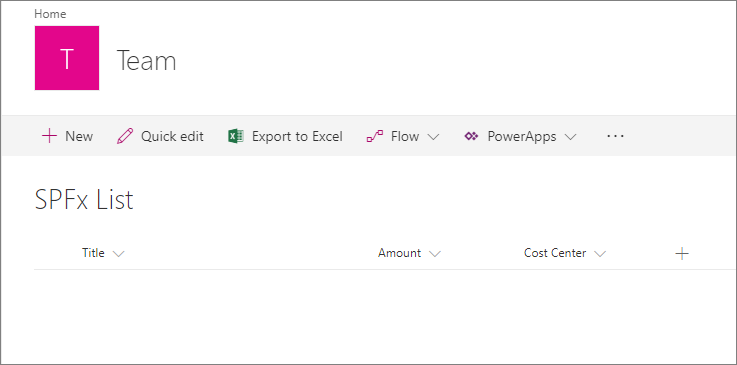 Home
T
Team
New Quick edit Export to Excel Flow PowerApps ...
SPFx List
Title Amount Cost Center